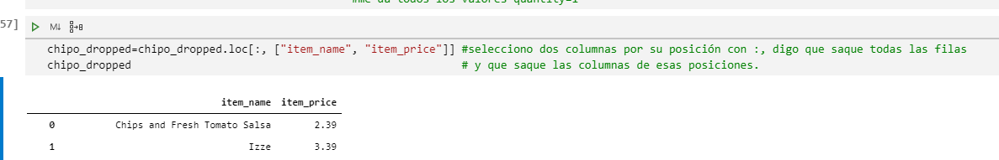 #me da todos los valores quantity=1
57]
M↓
chipo_dropped=chipo_dropped.loc[:, ["item_name", "item_price"]] #selecciono dos columnas por su posición con :, digo que saque todas las filas
chipo_dropped # y que saque las columnas de esas posiciones.
item_name item_price
0 Chips and Fresh Tomato Salsa 2.39
1 Izze 3.39